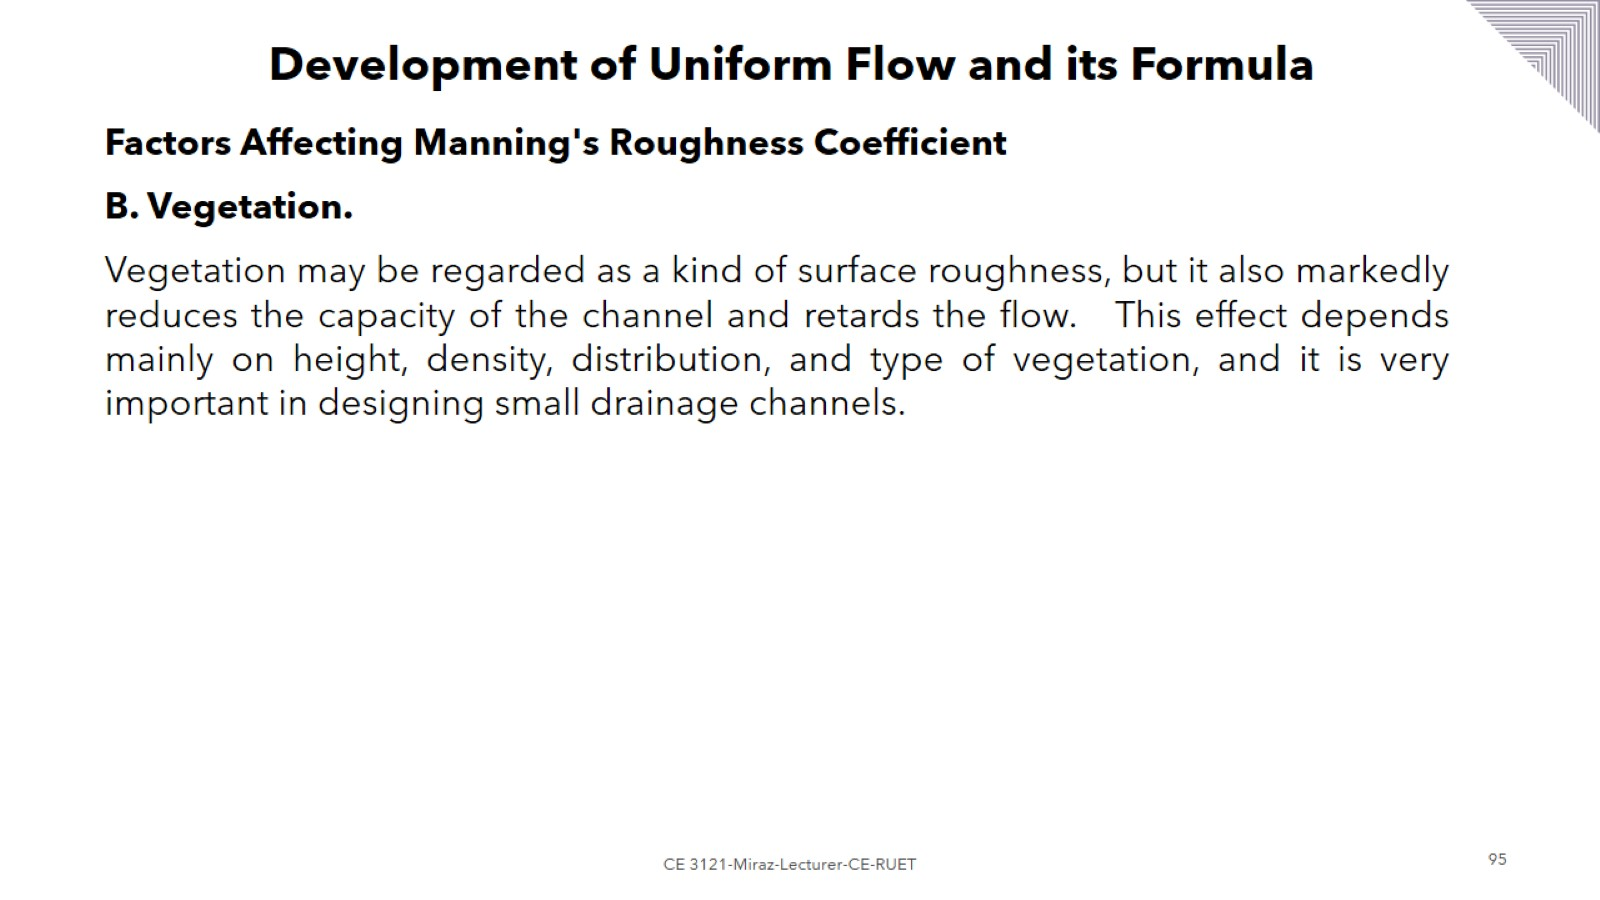 Development of Uniform Flow and its Formula
Factors Affecting Manning's Roughness Coefficient
B. Vegetation.
Vegetation may be regarded as a kind of surface roughness, but it also markedly
reduces the capacity of the channel and retards the flow.   This effect depends
mainly on height, density, distribution, and type of vegetation, and it is very
important in designing small drainage channels.
CE 3121-Miraz-Lecturer-CE-RUET
95